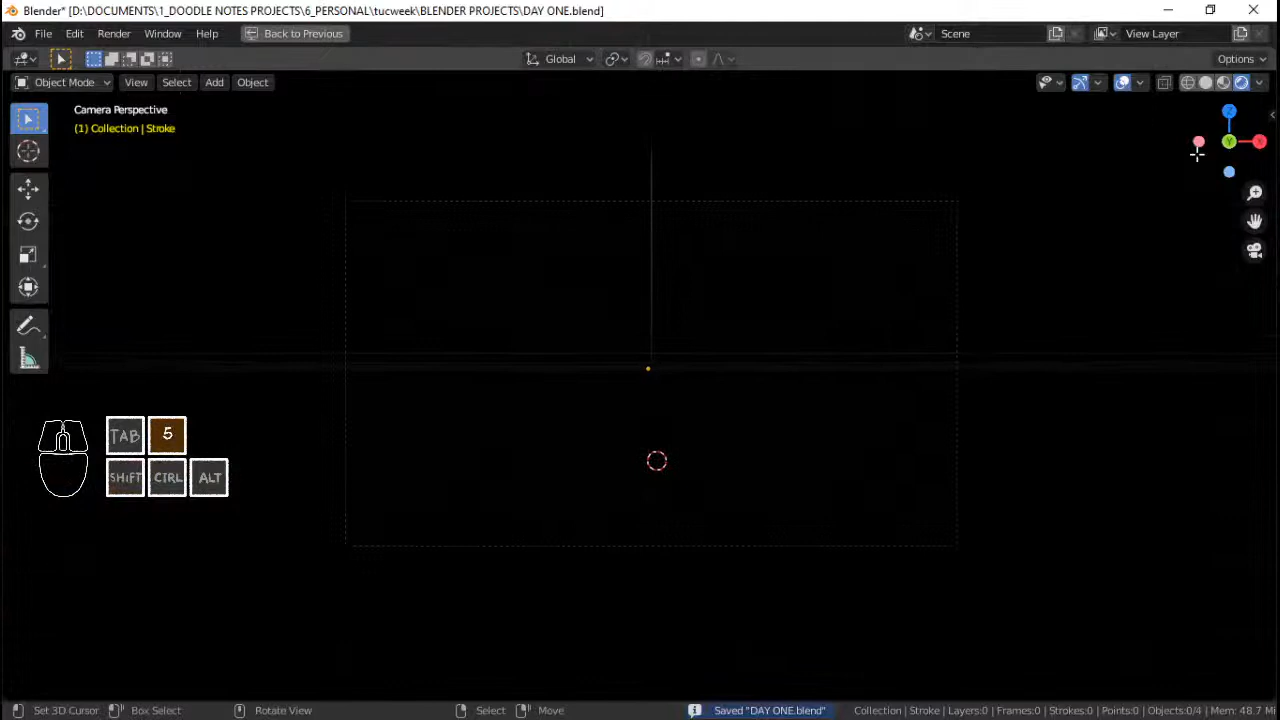 Blender* [D:\DOCUMENTS\1_DOODLE NOTES PROJECTS\6_PERSONAL\tucweek\BLENDER PROJECTS\DAY ONE.blend]
File Edit Render Window Help Back to Previous Scene View Layer
Global Options
Object Mode View Select Add Object
Camera Perspective
(1) Collection | Stroke
Z
Y X
TAB 5
SHIFT CTRL ALT
Set 3D Cursor Box Select Rotate View Select Move Saved "DAY ONE.blend" Collection | Stroke | Layers:0 | Frames:0 | Strokes:0 | Points:0 | Objects:0/4 | Mem: 48.7 M